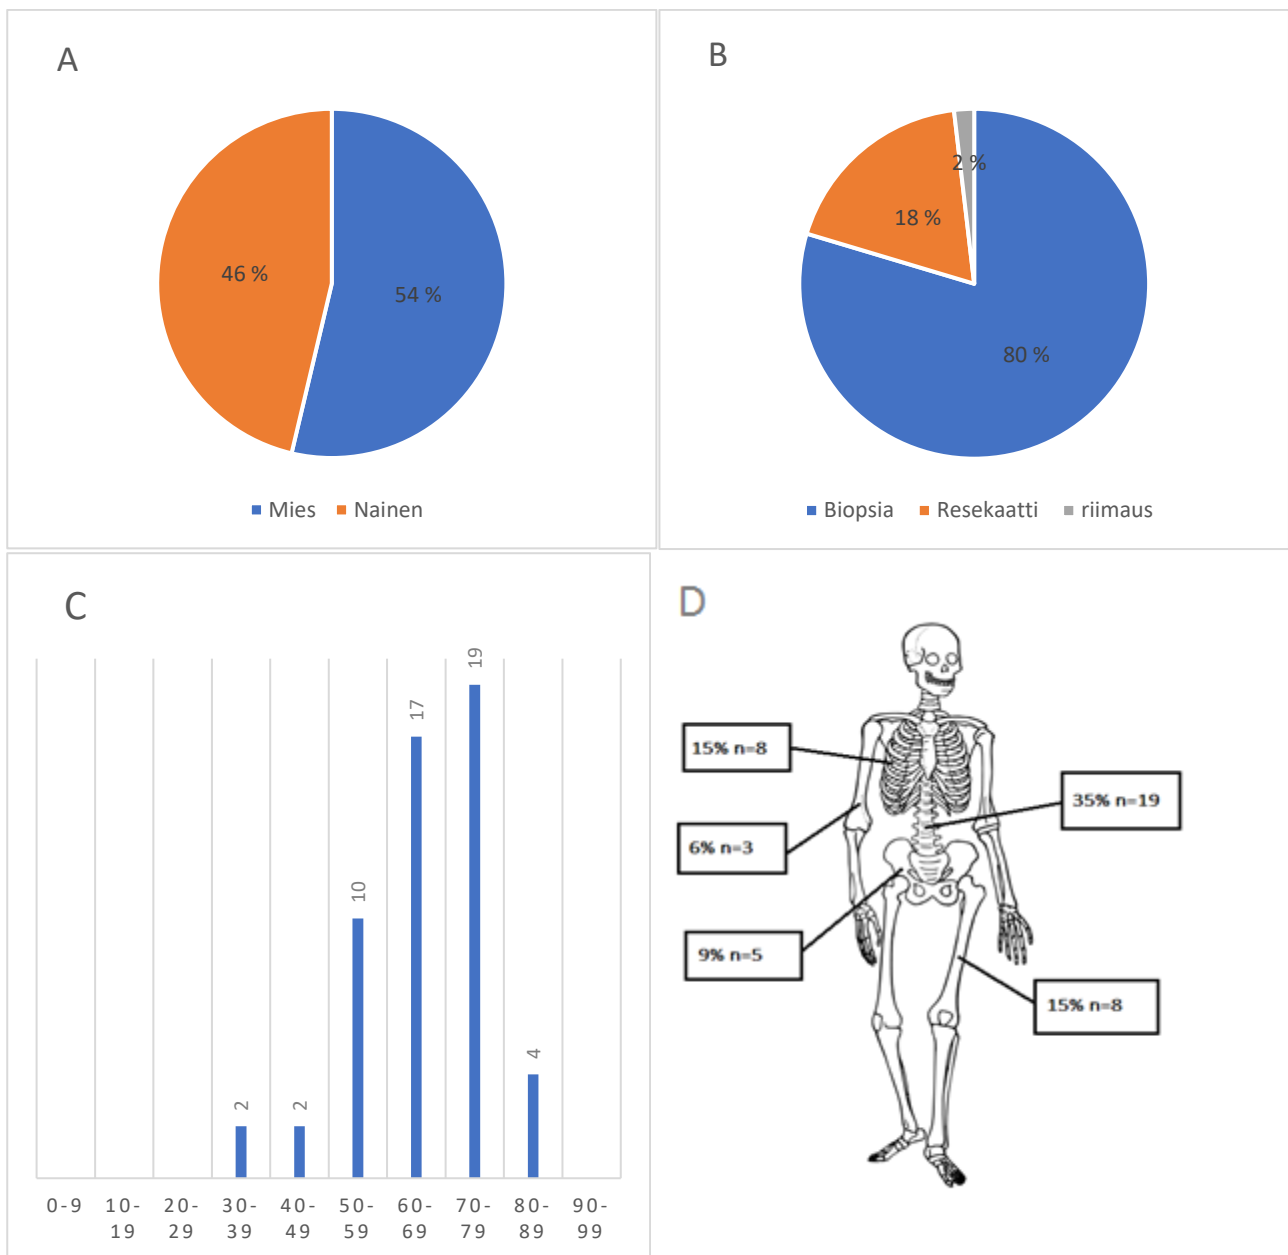 A
46 %
54 %
Mies Nainen
B
2 %
18 %
80 %
Biopsia Resekaatti riimaus
C
2
2
10
17
19
4
0-9 10-19 20-29 30-39 40-49 50-59 60-69 70-79 80-89 90-99
D
15% n=8
35% n=19
6% n=3
9% n=5
15% n=8